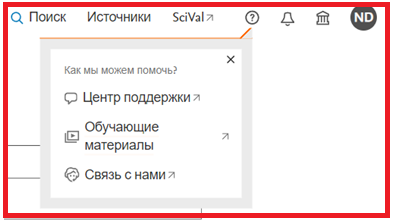 Поиск Источники SciVal↗ ? ND
Как мы можем помочь? ×
Центр поддержки↗
Обучающие ↗
материалы
Связь с нами↗